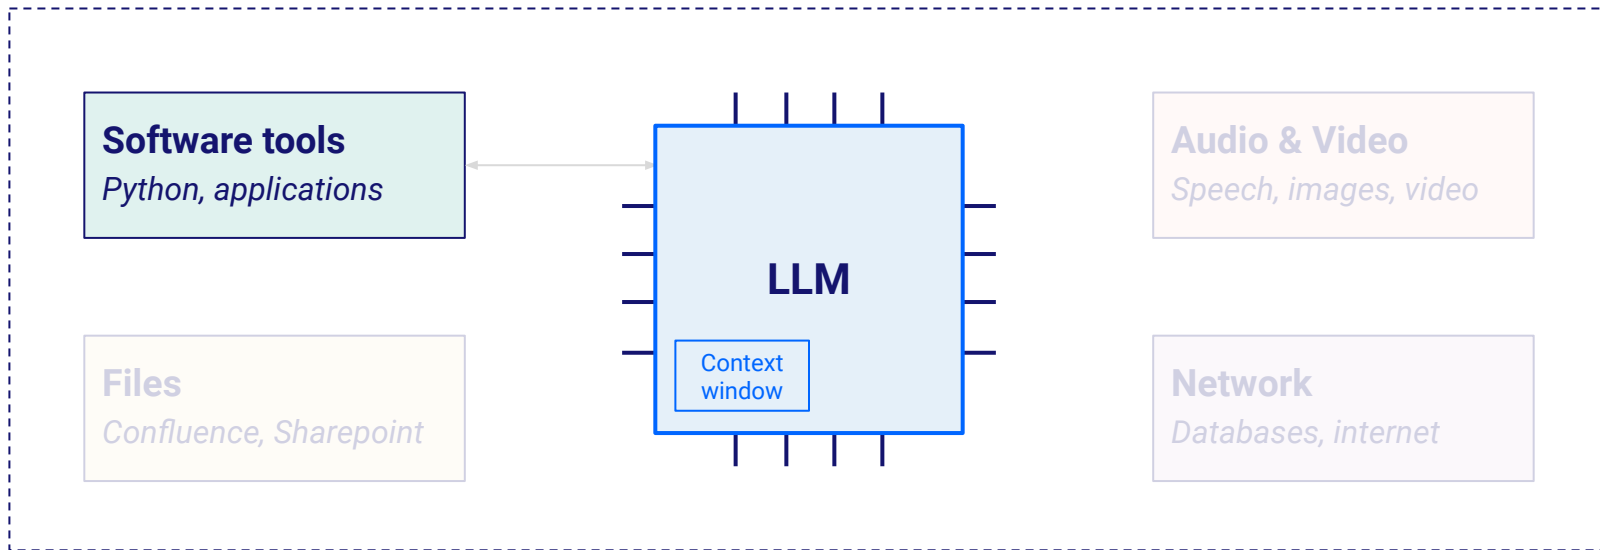 Software tools
Python, applications
Files
Confluence, Sharepoint
LLM
Context
window
Audio & Video
Speech, images, video
Network
Databases, internet